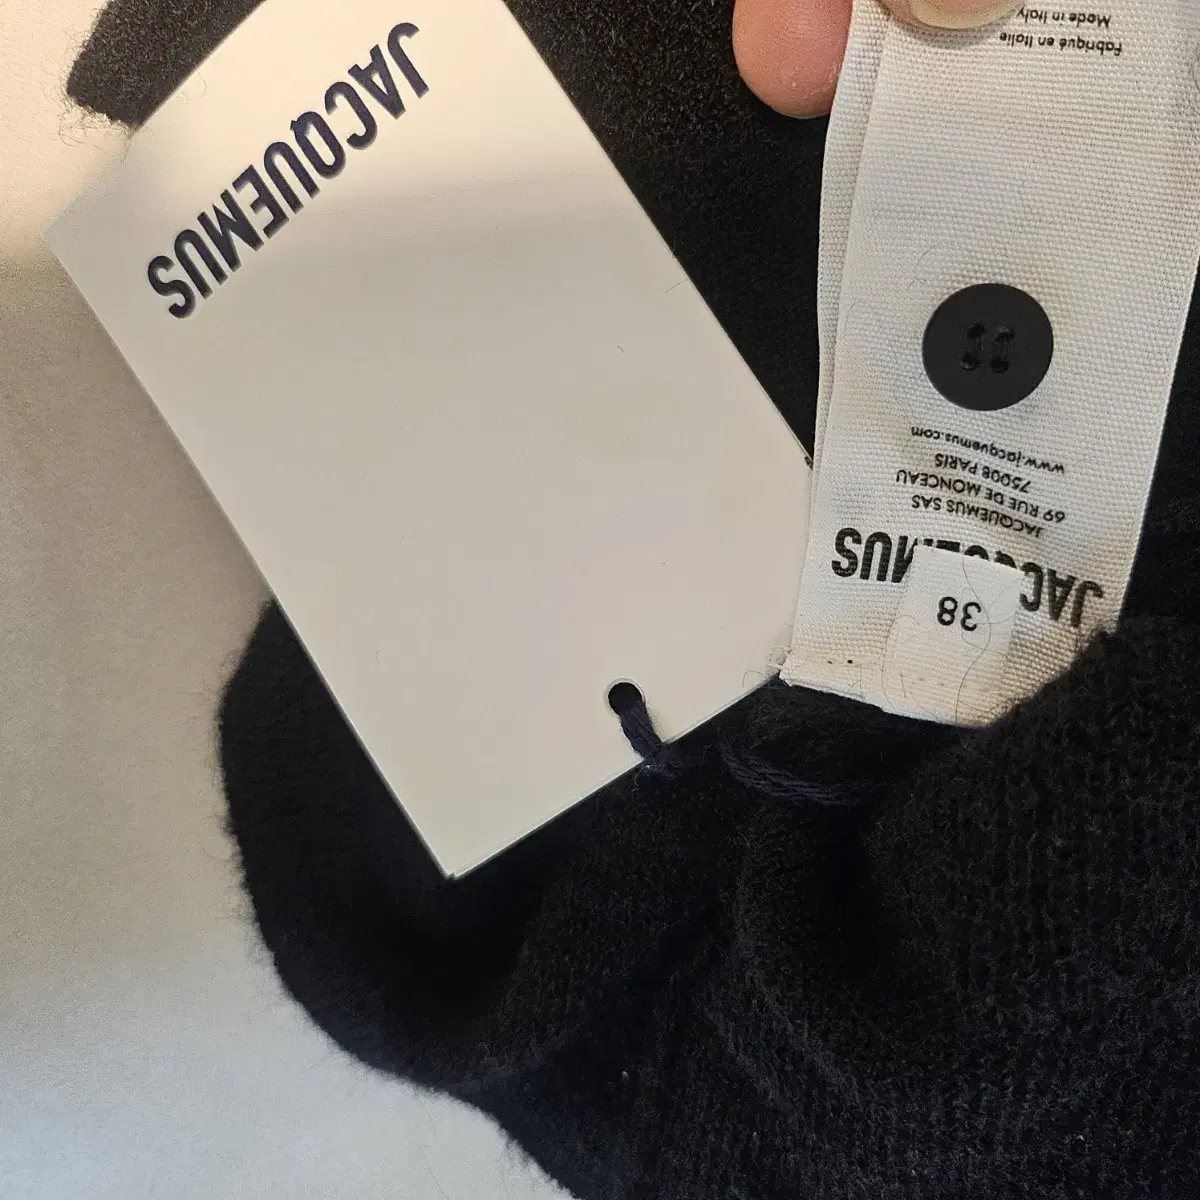 JACQUEMUS
38
JACQUEMUS
JACQUEMUS SAS
69 RUE DE MONCEAU
75008 PARIS
www.jacquemus.com
Fabriqué en Italie
Made in Italy